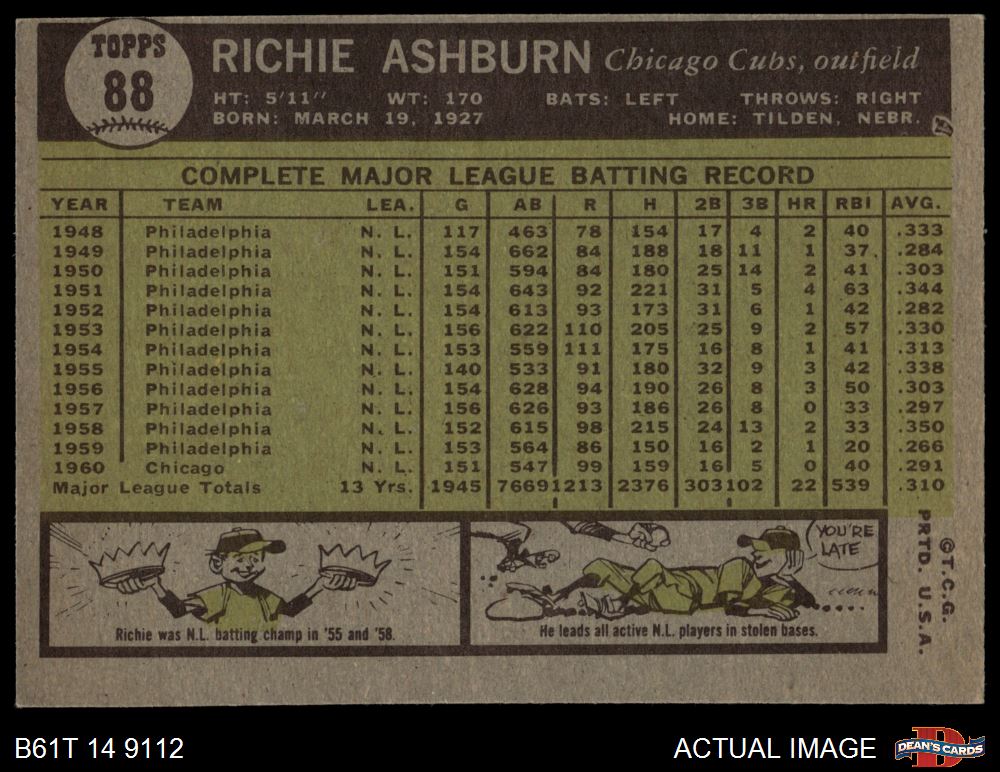 TOPPS
88
RICHIE ASHBURN Chicago Cubs, outfield
HT: 5'11" WT: 170 BATS: LEFT THROWS: RIGHT
BORN: MARCH 19, 1927 HOME: TILDEN, NEBR.
COMPLETE MAJOR LEAGUE BATTING RECORD
YEAR TEAM LEA. G AB R H 2B 3B HR RBI AVG.
1948 Philadelphia N. L. 117 463 78 154 17 4 2 40 .333
1949 Philadelphia N. L. 154 662 84 188 18 11 1 37 .284
1950 Philadelphia N. L. 151 594 84 180 25 14 2 41 .303
1951 Philadelphia N. L. 154 643 92 221 31 5 4 63 .344
1952 Philadelphia N. L. 154 613 93 173 31 6 1 42 .282
1953 Philadelphia N. L. 156 622 110 205 25 9 2 57 .330
1954 Philadelphia N. L. 153 559 111 175 16 8 1 41 .313
1955 Philadelphia N. L. 140 533 91 180 32 9 3 42 .338
1956 Philadelphia N. L. 154 628 94 190 26 8 3 50 .303
1957 Philadelphia N. L. 156 626 93 186 26 8 0 33 .297
1958 Philadelphia N. L. 152 615 98 215 24 13 2 33 .350
1959 Philadelphia N. L. 153 564 86 150 16 2 1 20 .266
1960 Chicago N. L. 151 547 99 159 16 5 0 40 .291
Major League Totals 13 Yrs. 1945 7669 1213 2376 303 102 22 539 .310
YOU'RE
LATE
Richie was N.L. batting champ in '55 and '58.
He leads all active N.L. players in stolen bases.
©T.C.G.
PRTD. U.S.A.
B61T 14 9112
ACTUAL IMAGE
D
DEAN'S CARDS